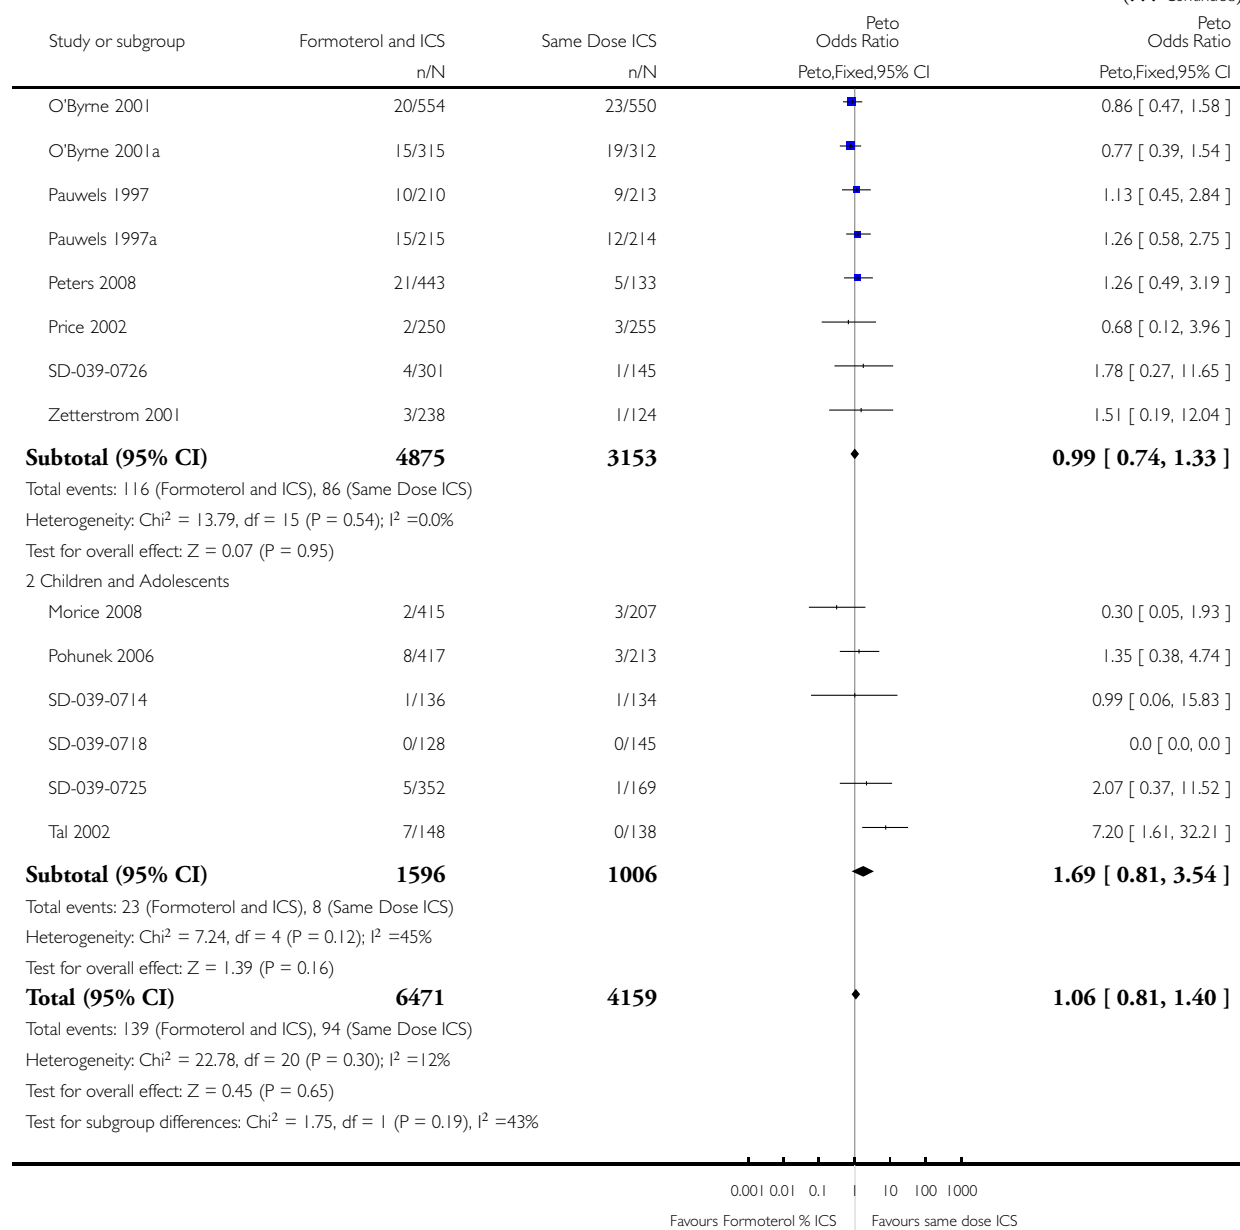 Peto Peto
Study or subgroup Formoterol and ICS Same Dose ICS Odds Ratio Odds Ratio
n/N n/N Peto,Fixed,95% CI Peto,Fixed,95% CI
O'Byrne 2001 20/554 23/550 0.86 [ 0.47, 1.58 ]
O'Byrne 2001a 15/315 19/312 0.77 [ 0.39, 1.54 ]
Pauwels 1997 10/210 9/213 1.13 [ 0.45, 2.84 ]
Pauwels 1997a 15/215 12/214 1.26 [ 0.58, 2.75 ]
Peters 2008 21/443 5/133 1.26 [ 0.49, 3.19 ]
Price 2002 2/250 3/255 0.68 [ 0.12, 3.96 ]
SD-039-0726 4/301 1/145 1.78 [ 0.27, 11.65 ]
Zetterstrom 2001 3/238 1/124 1.51 [ 0.19, 12.04 ]
Subtotal (95% CI) 4875 3153 0.99 [ 0.74, 1.33 ]
Total events: 116 (Formoterol and ICS), 86 (Same Dose ICS)
Heterogeneity: Chi² = 13.79, df = 15 (P = 0.54); I² =0.0%
Test for overall effect: Z = 0.07 (P = 0.95)
2 Children and Adolescents
Morice 2008 2/415 3/207 0.30 [ 0.05, 1.93 ]
Pohunek 2006 8/417 3/213 1.35 [ 0.38, 4.74 ]
SD-039-0714 1/136 1/134 0.99 [ 0.06, 15.83 ]
SD-039-0718 0/128 0/145 0.0 [ 0.0, 0.0 ]
SD-039-0725 5/352 1/169 2.07 [ 0.37, 11.52 ]
Tal 2002 7/148 0/138 7.20 [ 1.61, 32.21 ]
Subtotal (95% CI) 1596 1006 1.69 [ 0.81, 3.54 ]
Total events: 23 (Formoterol and ICS), 8 (Same Dose ICS)
Heterogeneity: Chi² = 7.24, df = 4 (P = 0.12); I² =45%
Test for overall effect: Z = 1.39 (P = 0.16)
Total (95% CI) 6471 4159 1.06 [ 0.81, 1.40 ]
Total events: 139 (Formoterol and ICS), 94 (Same Dose ICS)
Heterogeneity: Chi² = 22.78, df = 20 (P = 0.30); I² =12%
Test for overall effect: Z = 0.45 (P = 0.65)
Test for subgroup differences: Chi² = 1.75, df = 1 (P = 0.19), I² =43%
0.001 0.01 0.1 1 10 100 1000
Favours Formoterol % ICS Favours same dose ICS